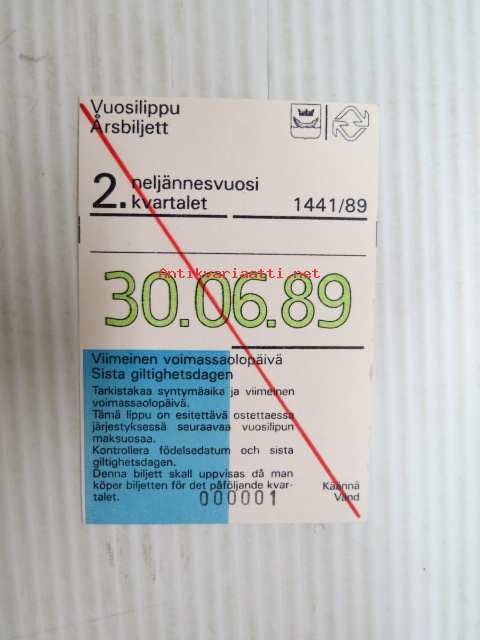 Vuosilippu
Årsbiljett
2. neljännesvuosi
kvartalet 1441/89
Antikvariaatti.net
30.06.89
Viimeinen voimassaolopäivä
Sista giltighetsdagen
Tarkistakaa syntymäaika ja viimeinen
voimassaolopäivä.
Tämä lippu on esitettävä ostettaessa
järjestyksessä seuraavaa vuosilipun
maksuosaa.
Kontrollera födelsedatum och sista
giltighetsdagen.
Denna biljett skall uppvisas då man
köper biljetten för det påföljande kvar-
talet. 000001
Käännä
Vänd